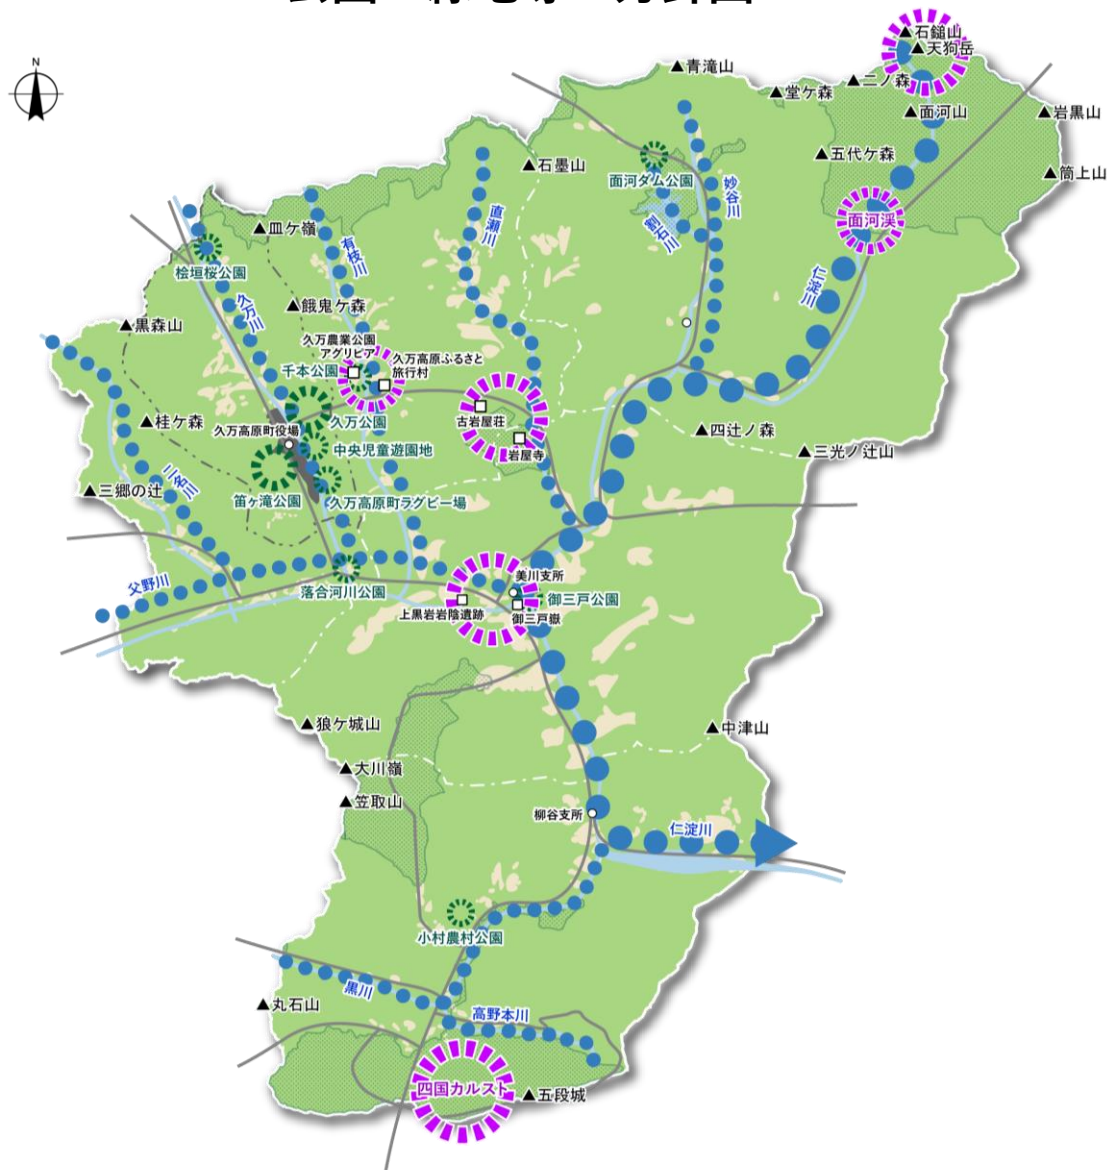 N
▲石鎚山
▲天狗岳
▲青滝山
▲二ノ森
▲堂ケ森
▲面河山
▲岩黒山
▲五代ケ森
▲石墨山
▲筒上山
面河ダム公園
妙谷川
割石川
直瀬川
面河渓
▲皿ケ嶺
有枝川
桧垣桜公園
仁淀川
久万川
▲餓鬼ケ森
▲黒森山
久万農業公園
アグリピア
久万高原ふるさと
旅行村
千本公園
古岩屋荘
久万公園
▲桂ケ森
久万高原町役場
▲四辻ノ森
中央児童遊園地
岩屋寺
▲三光ノ辻山
二名川
▲三郷の辻
笛ヶ滝公園
久万高原町ラグビー場
父野川
美川支所
落合河川公園
御三戸公園
上黒岩岩陰遺跡
御三戸嶽
▲狼ケ城山
▲中津山
▲大川嶺
▲笠取山
柳谷支所
仁淀川
小村農村公園
黒川
▲丸石山
高野本川
四国カルスト
▲五段城